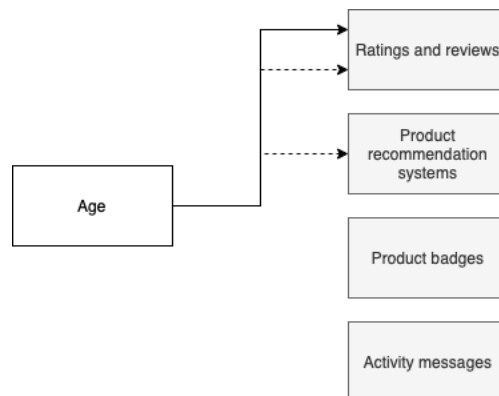 Ratings and reviews
Product
recommendation
systems
Age
Product badges
Activity messages